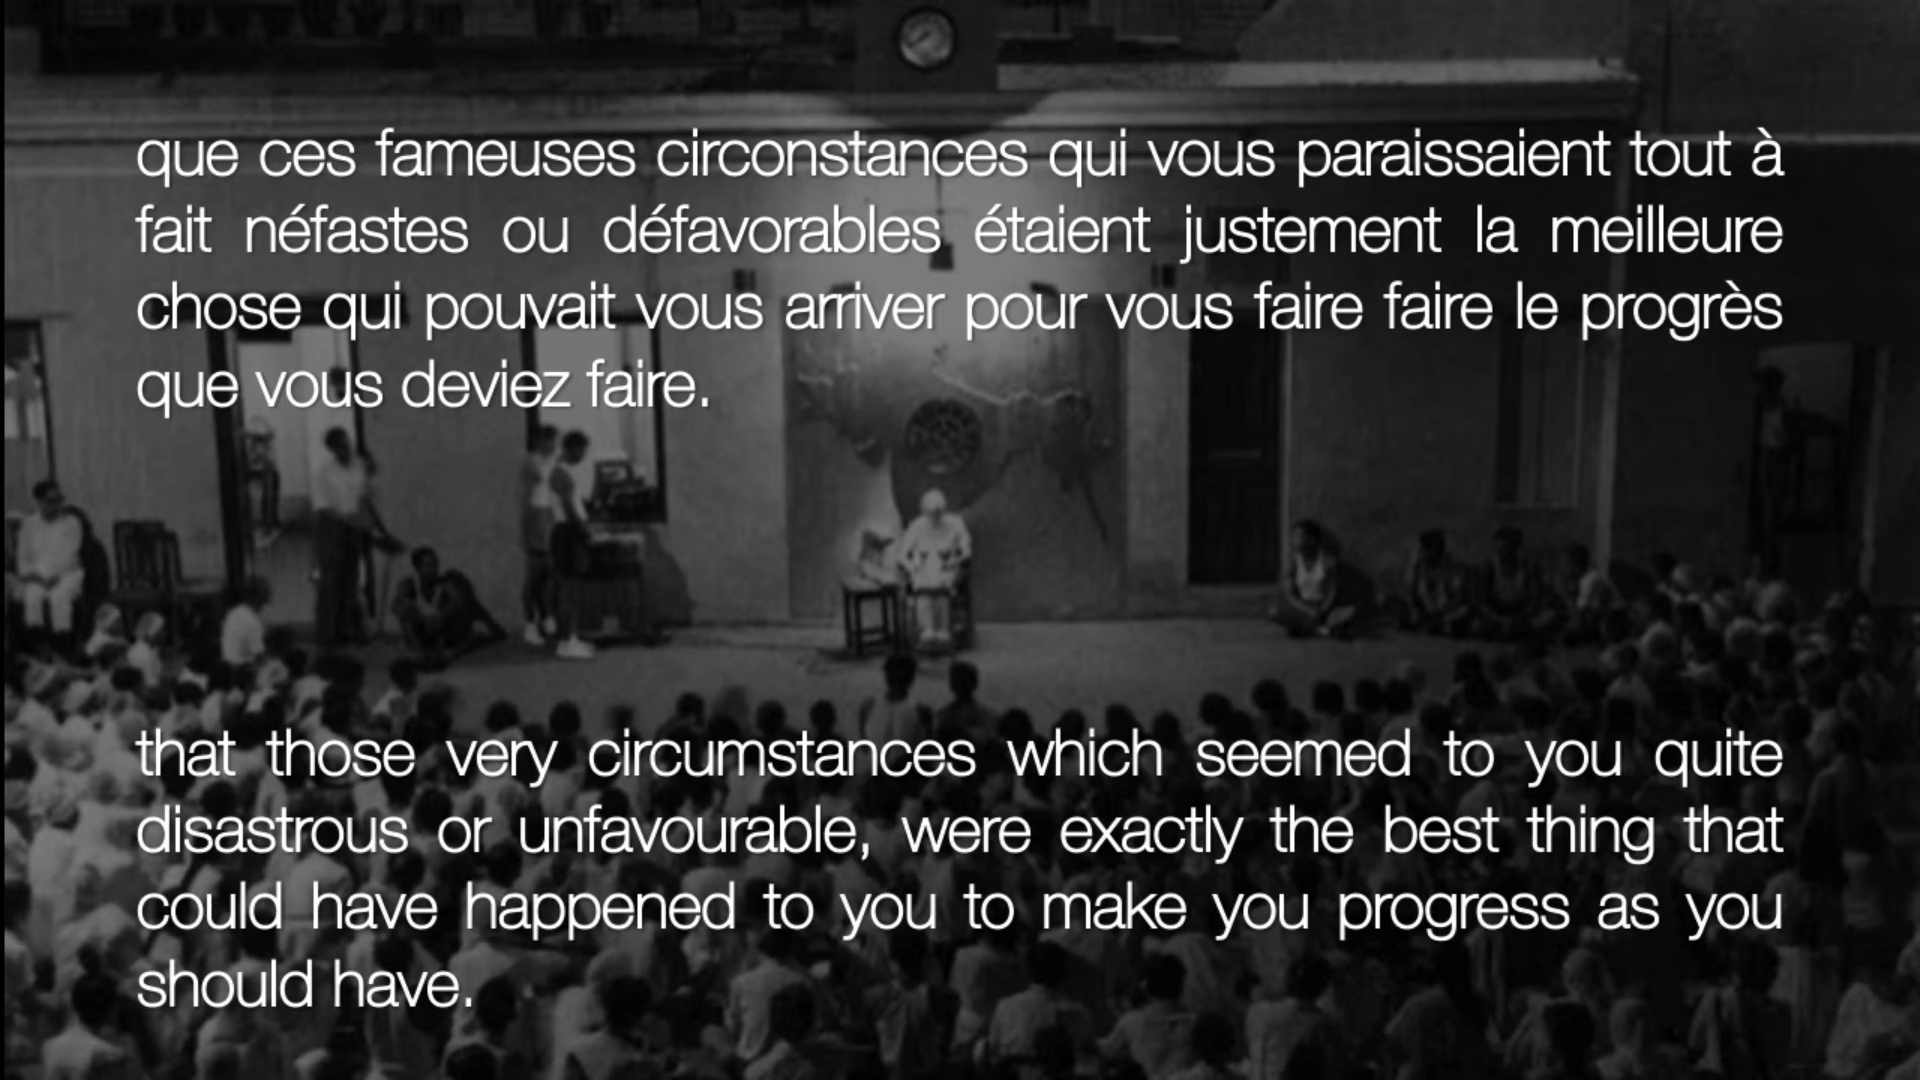 que ces fameuses circonstances qui vous paraissaient tout à
fait néfastes ou défavorables étaient justement la meilleure
chose qui pouvait vous arriver pour vous faire faire le progrès
que vous deviez faire.
that those very circumstances which seemed to you quite
disastrous or unfavourable, were exactly the best thing that
could have happened to you to make you progress as you
should have.